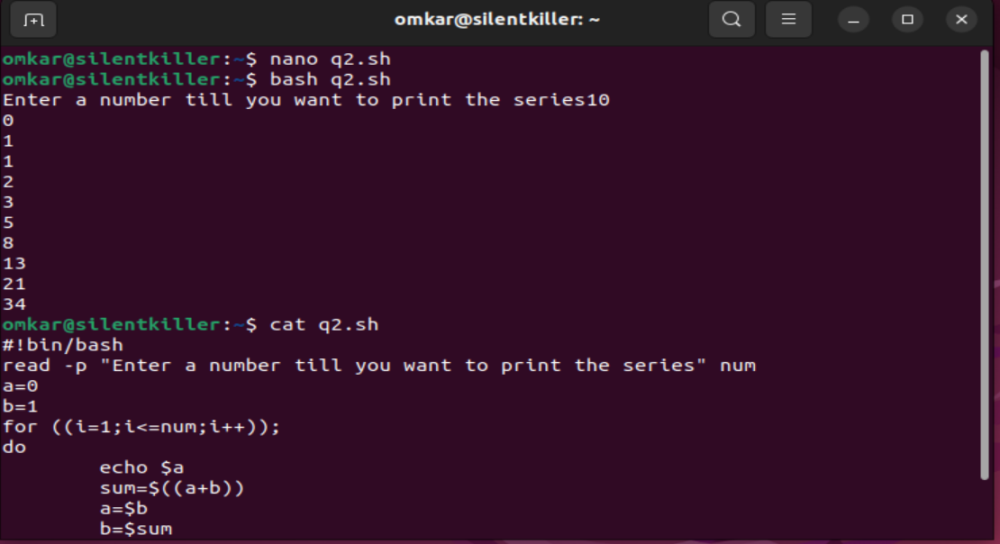 omkar@silentkiller: ~
omkar@silentkiller:~$ nano q2.sh
omkar@silentkiller:~$ bash q2.sh
Enter a number till you want to print the series10
0
1
1
2
3
5
8
13
21
34
omkar@silentkiller:~$ cat q2.sh
#!bin/bash
read -p "Enter a number till you want to print the series" num
a=0
b=1
for ((i=1;i<=num;i++));
do
        echo $a
        sum=$((a+b))
        a=$b
        b=$sum